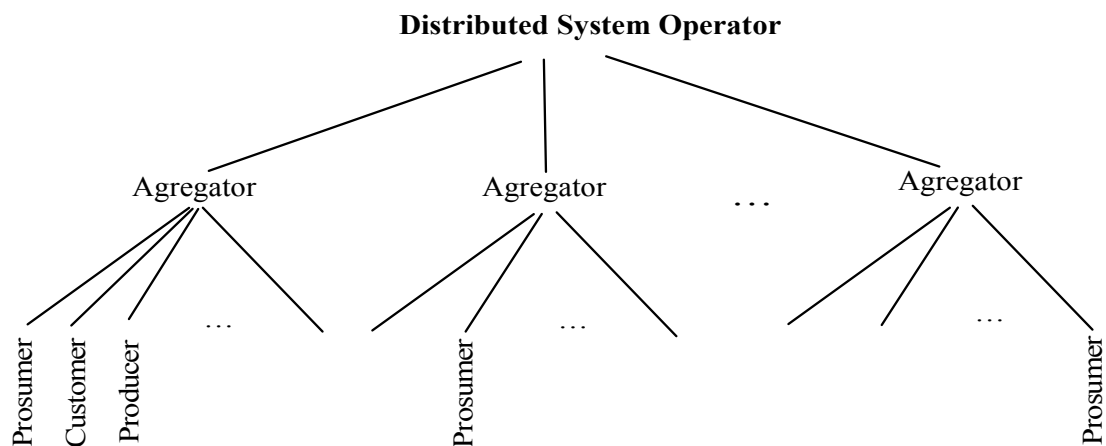 Distributed System Operator
Agregator
Agregator
...
Agregator
...
...
...
Prosumer
Customer
Producer
Prosumer
Prosumer